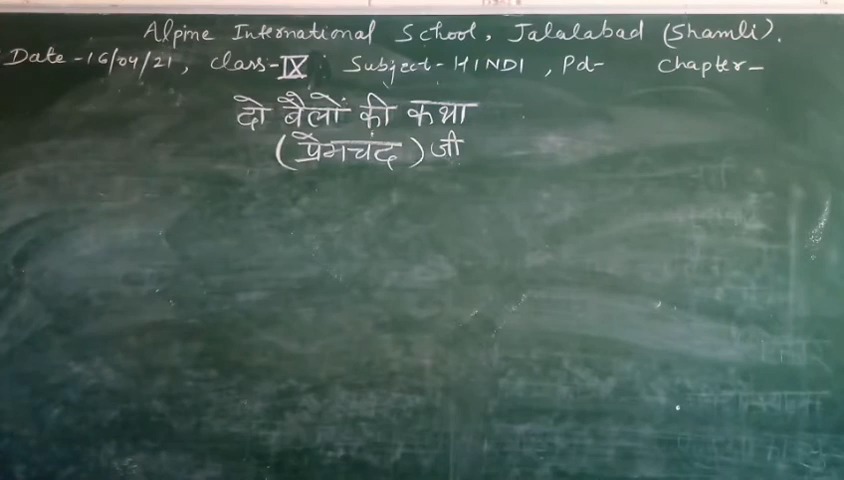 Alpine International School, Jalalabad (Shamli).
Date-16/04/21, class-IX Subject-HINDI, Pd- chapter-
दो बैलों की कथा
(प्रेमचंद) जी